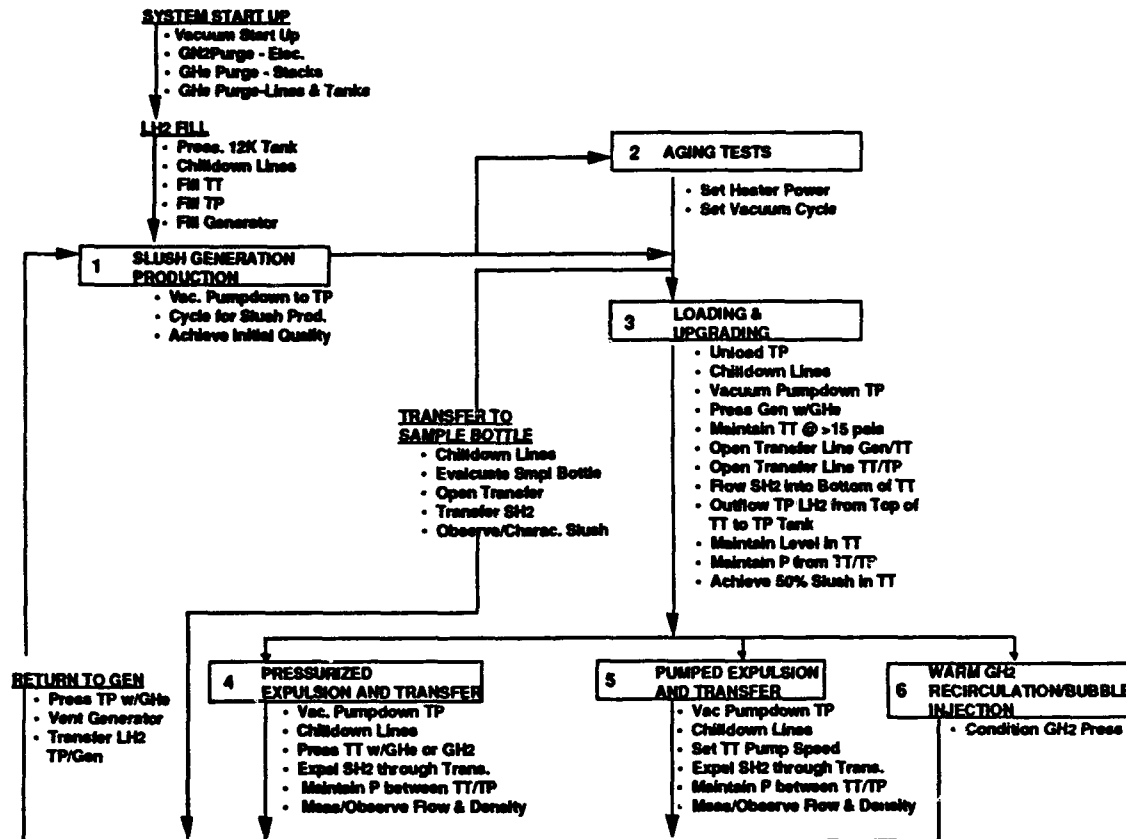 SYSTEM START UP
• Vacuum Start Up
• GN2Purge - Elec.
• GHe Purge - Stacks
• GHe Purge-Lines & Tanks
LH2 FILL
• Press. 12K Tank
• Chilldown Lines
• Fill TT
• Fill TP
• Fill Generator
1 SLUSH GENERATION
PRODUCTION
• Vac. Pumpdown to TP
• Cycle for Slush Prod.
• Achieve Initial Quality
2 AGING TESTS
• Set Heater Power
• Set Vacuum Cycle
3 LOADING &
UPGRADING
• Unload TP
• Chilldown Lines
• Vacuum Pumpdown TP
• Press Gen w/GHe
• Maintain TT @ >15 psia
• Open Transfer Line Gen/TT
• Open Transfer Line TT/TP
• Flow SH2 into Bottom of TT
• Outflow TP LH2 from Top of
TT to TP Tank
• Maintain Level in TT
• Maintain P from TT/TP
• Achieve 50% Slush in TT
TRANSFER TO
SAMPLE BOTTLE
• Chilldown Lines
• Evalucate Smpl Bottle
• Open Transfer
• Transfer SH2
• Observe/Charac. Slush
RETURN TO GEN
• Press TP w/GHe
• Vent Generator
• Transfer LH2
TP/Gen
4 PRESSURIZED
EXPULSION AND TRANSFER
• Vac. Pumpdown TP
• Chilldown Lines
• Press TT w/GHe or GH2
• Expel SH2 through Trans.
• Maintain P between TT/TP
• Meas/Observe Flow & Density
5 PUMPED EXPULSION
AND TRANSFER
• Vac Pumpdown TP
• Chilldown Lines
• Set TT Pump Speed
• Expel SH2 through Trans.
• Maintain P between TT/TP
• Meas/Observe Flow & Density
6 WARM GH2
RECIRCULATION/BUBBLE
INJECTION
• Condition GH2 Press